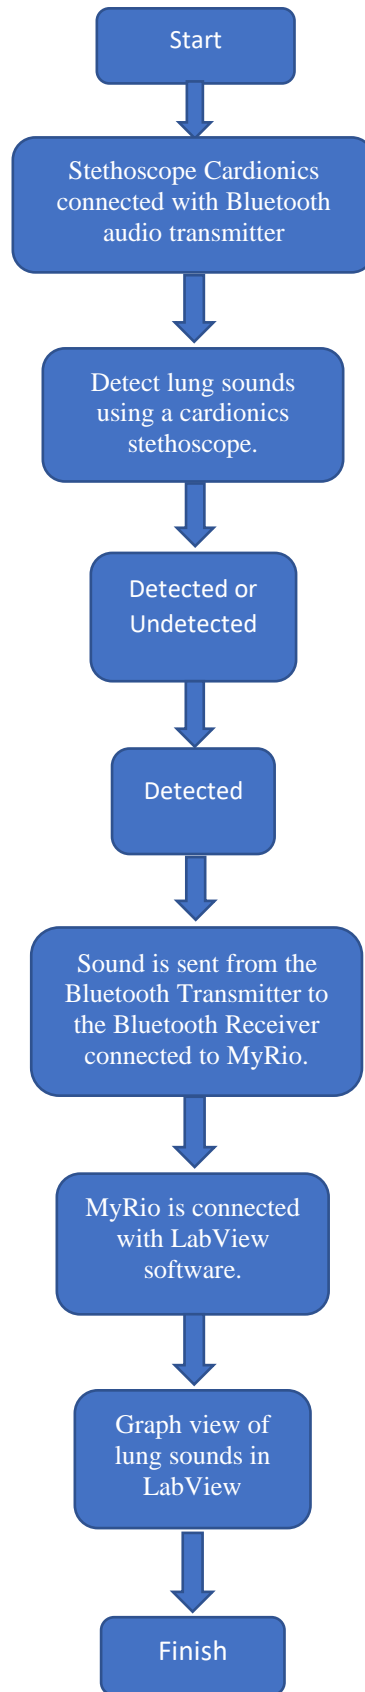 Start
Stethoscope Cardionics
connected with Bluetooth
audio transmitter
Detect lung sounds
using a cardionics
stethoscope.
Detected or
Undetected
Detected
Sound is sent from the
Bluetooth Transmitter to
the Bluetooth Receiver
connected to MyRio.
MyRio is connected
with LabView
software.
Graph view of
lung sounds in
LabView
Finish